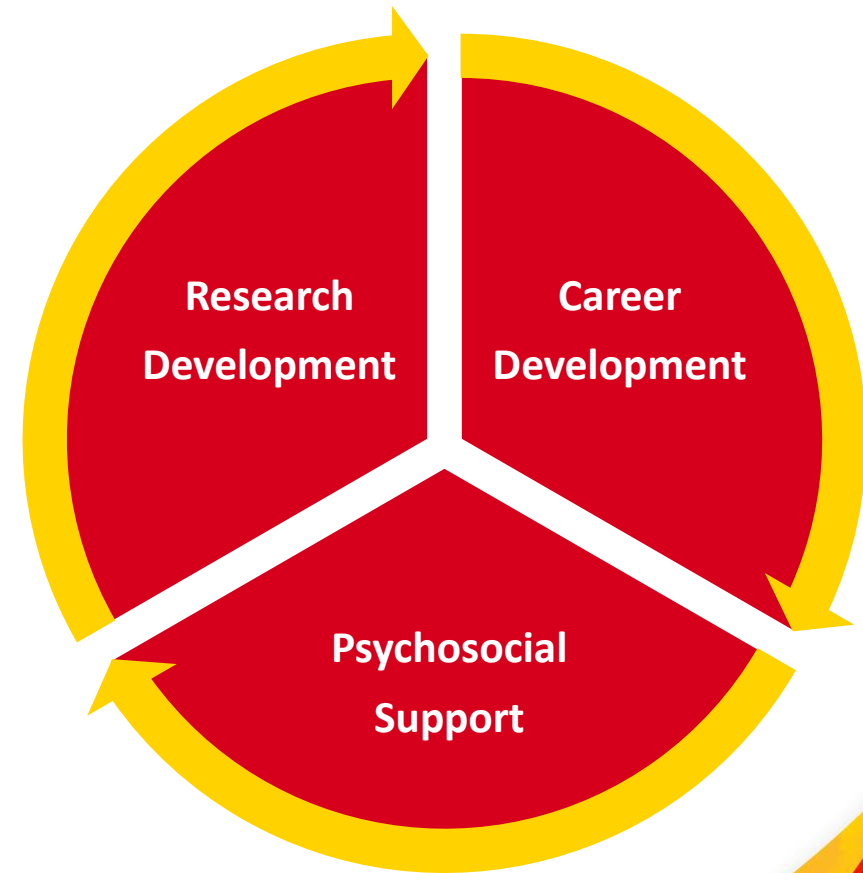 Research
Development
Career
Development
Psychosocial
Support